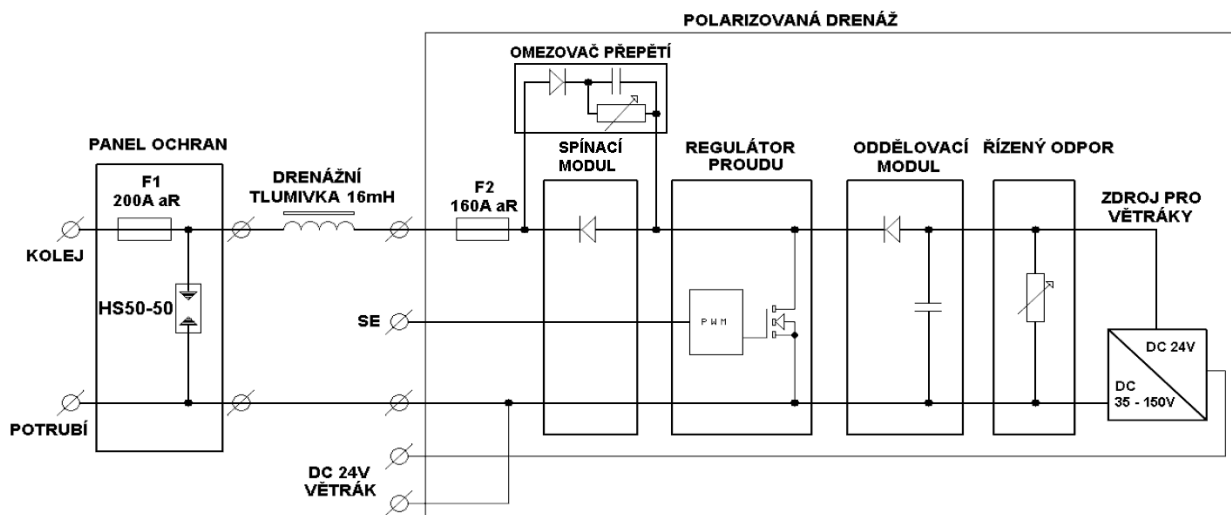 POLARIZOVANÁ DRENÁŽ
OMEZOVAČ PŘEPĚTÍ
PANEL OCHRAN
F1
200A aR
DRENÁŽNÍ
TLUMIVKA 16mH
F2
160A aR
SPÍNACÍ
MODUL
REGULÁTOR
PROUDU
ODDĚLOVACÍ
MODUL
ŘÍZENÝ ODPOR
ZDROJ PRO
VĚTRÁKY
KOLEJ
HS50-50
SE
PWM
DC 24V
DC
35 - 150V
POTRUBÍ
DC 24V
VĚTRÁK